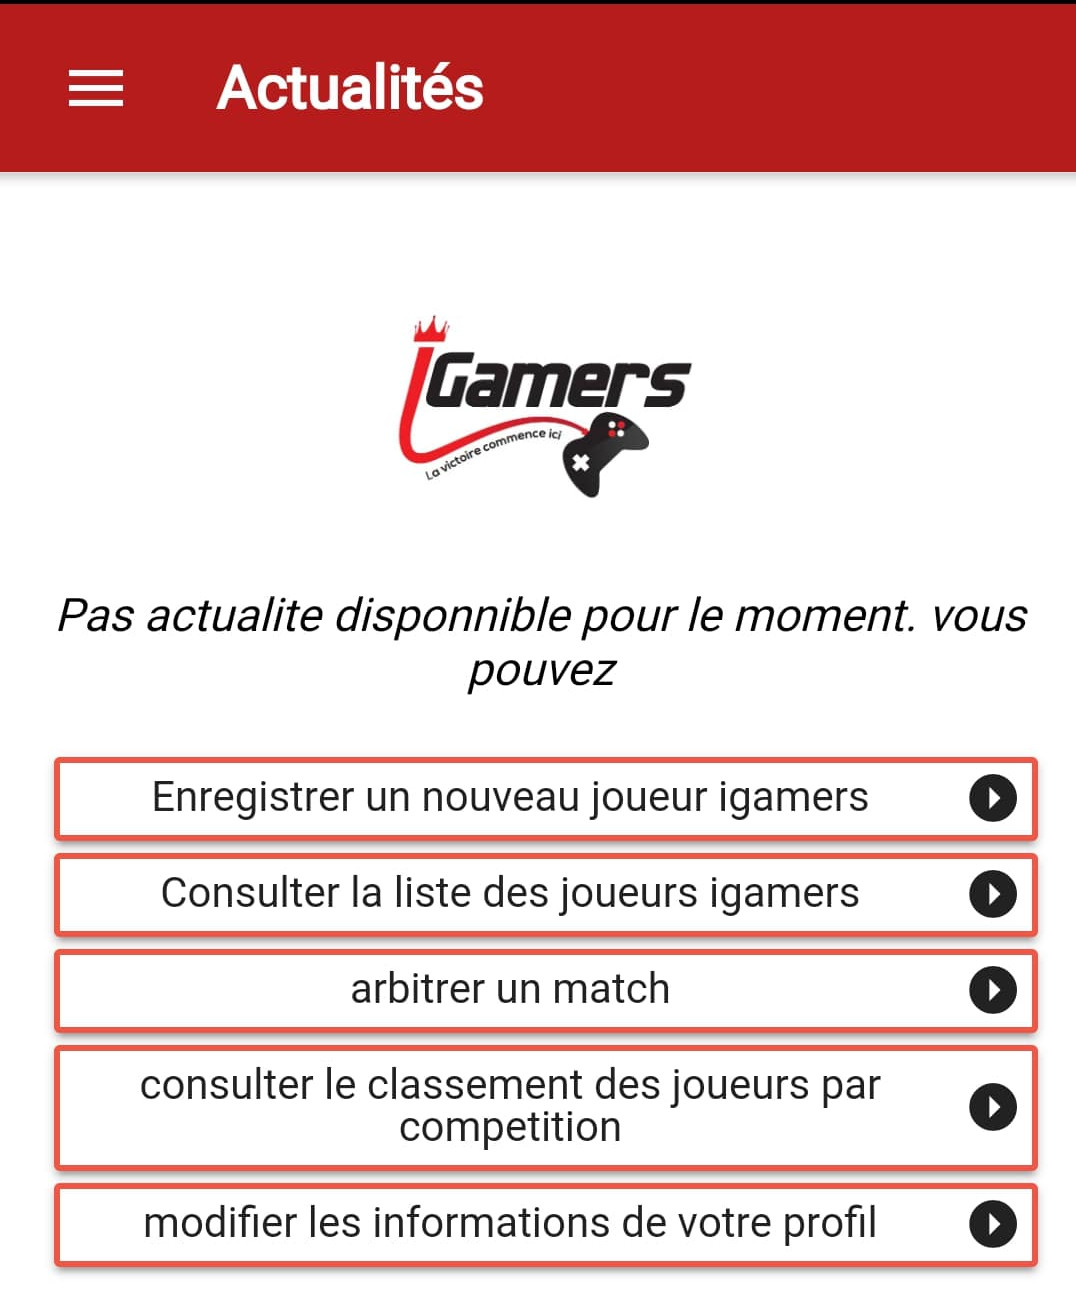 Actualités
iGamers
La victoire commence ici
Pas actualite disponnible pour le moment. vous
pouvez
Enregistrer un nouveau joueur igamers
Consulter la liste des joueurs igamers
arbitrer un match
consulter le classement des joueurs par
competition
modifier les informations de votre profil